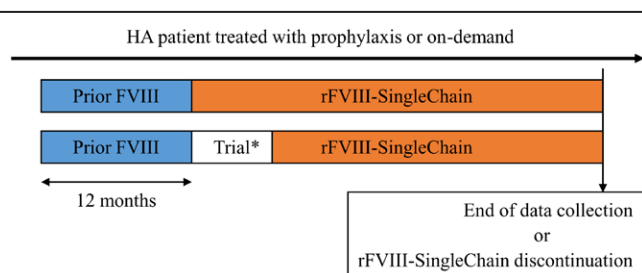 HA patient treated with prophylaxis or on-demand
Prior FVIII rFVIII-SingleChain
Prior FVIII Trial* rFVIII-SingleChain
12 months
End of data collection
or
rFVIII-SingleChain discontinuation